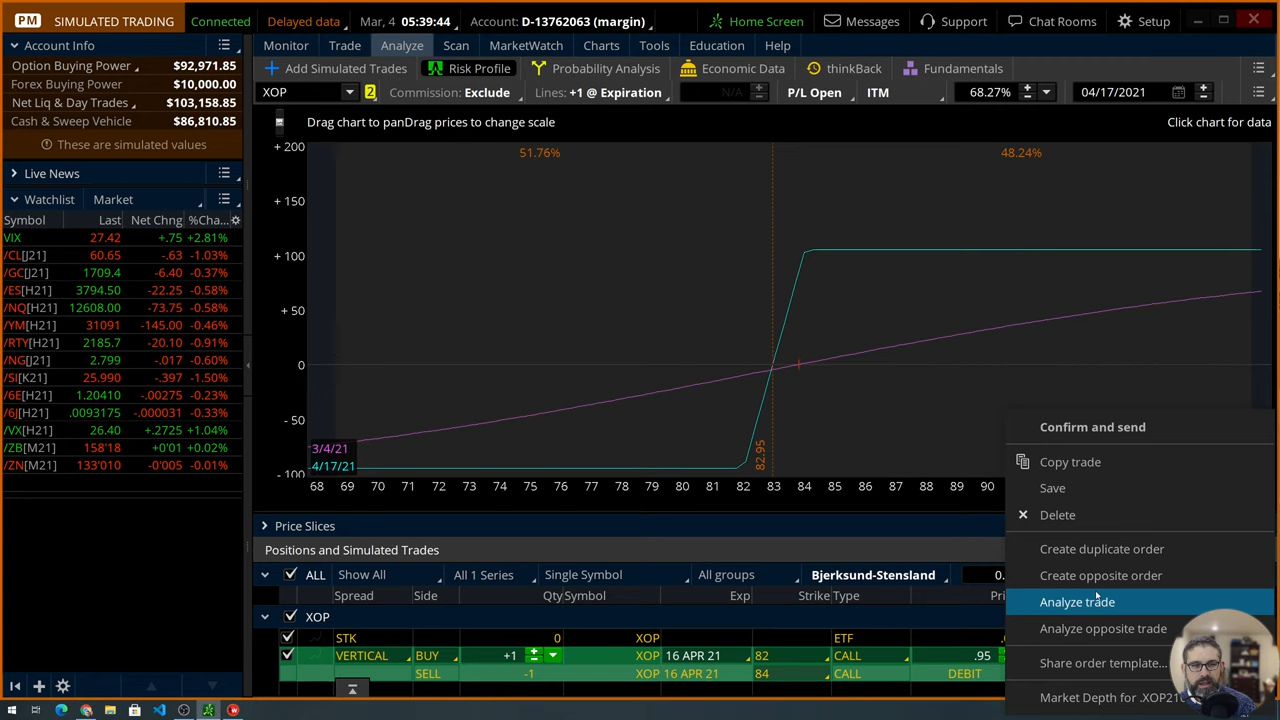 PM SIMULATED TRADING Connected Delayed data Mar, 4 05:39:44 Account: D-13762063 (margin) Home Screen Messages Support Chat Rooms Setup
Account Info
Option Buying Power $92,971.85
Forex Buying Power $10,000.00
Net Liq & Day Trades $103,158.85
Cash & Sweep Vehicle $86,810.85
These are simulated values
Live News
Watchlist Market
Symbol Last Net Chng %Cha...
VIX 27.42 +.75 +2.81%
/CL[J21] 60.65 -.63 -1.03%
/GC[J21] 1709.4 -6.40 -0.37%
/ES[H21] 3794.50 -22.25 -0.58%
/NQ[H21] 12608.00 -73.75 -0.58%
/YM[H21] 31091 -145.00 -0.46%
/RTY[H21] 2185.7 -20.10 -0.91%
/NG[J21] 2.799 -.017 -0.60%
/SI[K21] 25.990 -.397 -1.50%
/6E[H21] 1.20410 -.00275 -0.23%
/6J[H21] .0093175 -.000031 -0.33%
/VX[H21] 26.40 +.2725 +1.04%
/ZB[M21] 158'18 +0'01 +0.02%
/ZN[M21] 133'010 -0'005 -0.01%
Monitor Trade Analyze Scan MarketWatch Charts Tools Education Help
Add Simulated Trades Risk Profile Probability Analysis Economic Data thinkBack Fundamentals
XOP 2 Commission: Exclude Lines: +1 @ Expiration N/A P/L Open ITM 68.27% 04/17/2021
Drag chart to panDrag prices to change scale Click chart for data
+ 200 51.76% 48.24%
+ 150
+ 100
+ 50
0
- 50
- 100
82.95
3/4/21
4/17/21
68 69 70 71 72 73 74 75 76 77 78 79 80 81 82 83 84 85 86 87 88 89 90
Price Slices
Positions and Simulated Trades
ALL Show All All 1 Series Single Symbol All groups Bjerksund-Stensland 0.
Spread Side Qty Symbol Exp Strike Type Pri
XOP
STK 0 XOP ETF
VERTICAL BUY +1 XOP 16 APR 21 82 CALL .95
SELL -1 XOP 16 APR 21 84 CALL DEBIT
Confirm and send
Copy trade
Save
Delete
Create duplicate order
Create opposite order
Analyze trade
Analyze opposite trade
Share order template...
Market Depth for .XOP21